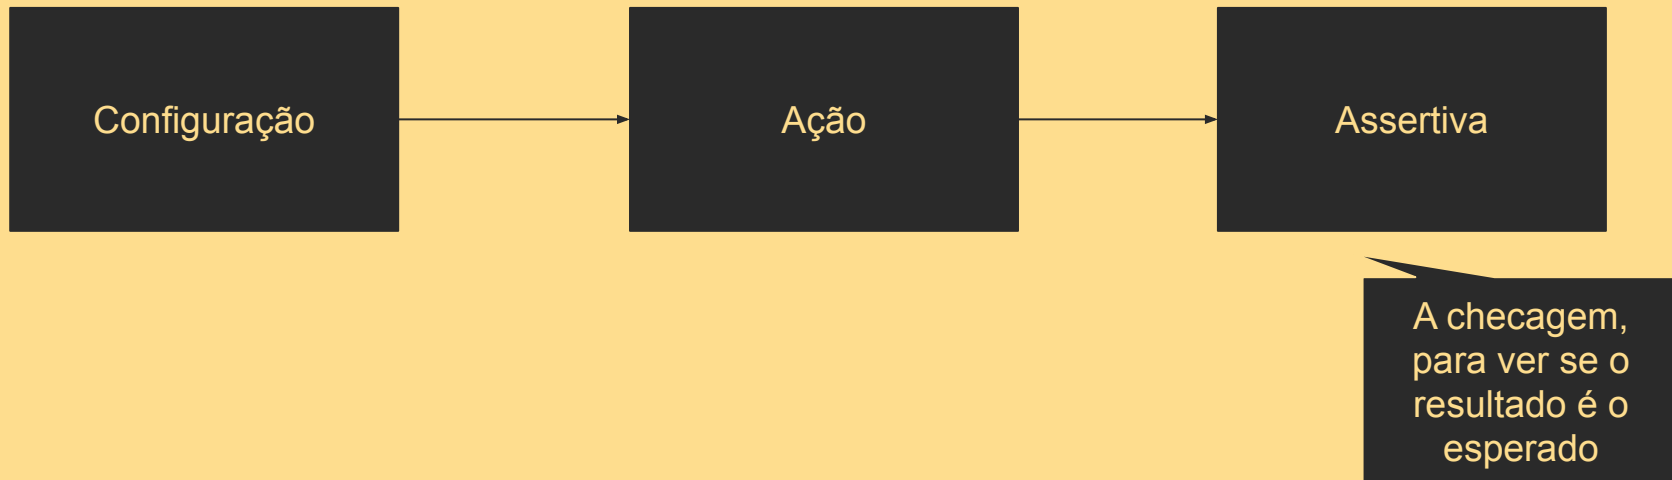 Configuração
Ação
Assertiva
A checagem,
para ver se o
resultado é o
esperado